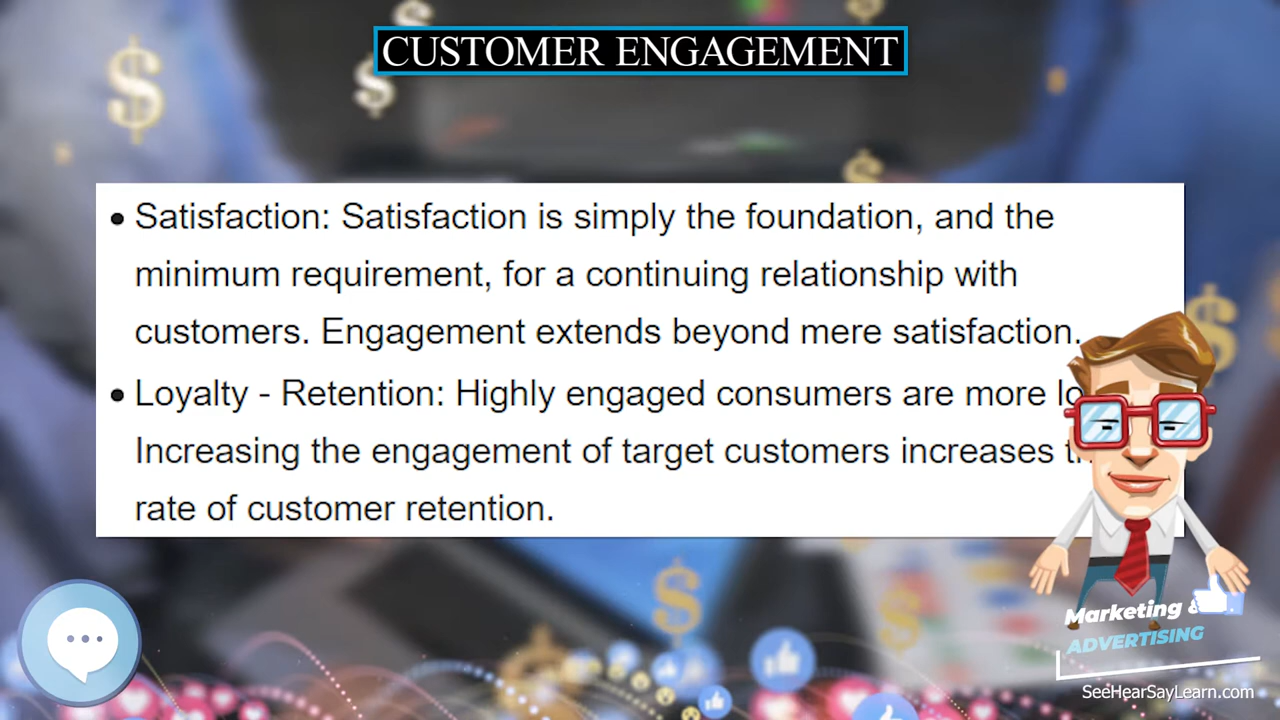 CUSTOMER ENGAGEMENT
• Satisfaction: Satisfaction is simply the foundation, and the
minimum requirement, for a continuing relationship with
customers. Engagement extends beyond mere satisfaction.
• Loyalty - Retention: Highly engaged consumers are more
Increasing the engagement of target customers increases
rate of customer retention.
Marketing &
ADVERTISING
SeeHearSayLearn.com